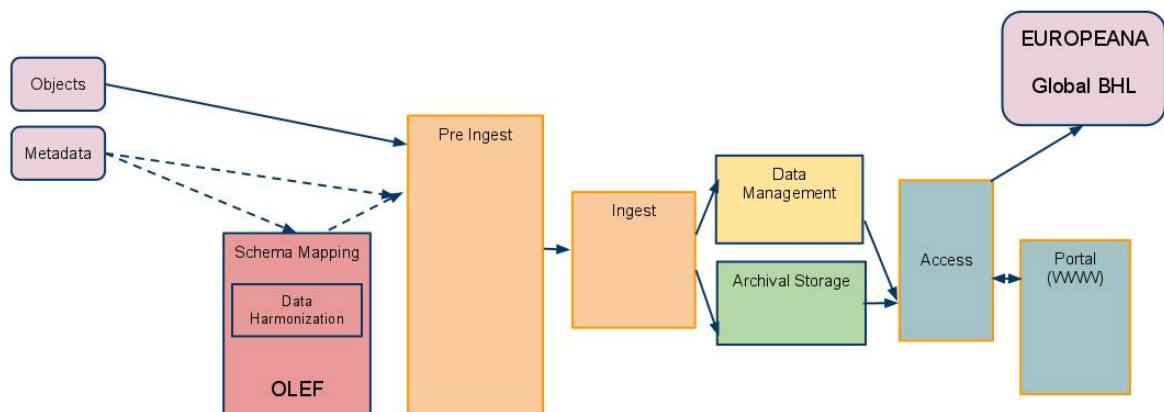 EUROPEANA
Global BHL
Objects
Metadata
Pre Ingest
Schema Mapping
Data
Harmonization
OLEF
Ingest
Data
Management
Archival Storage
Access
Portal
(WWW)